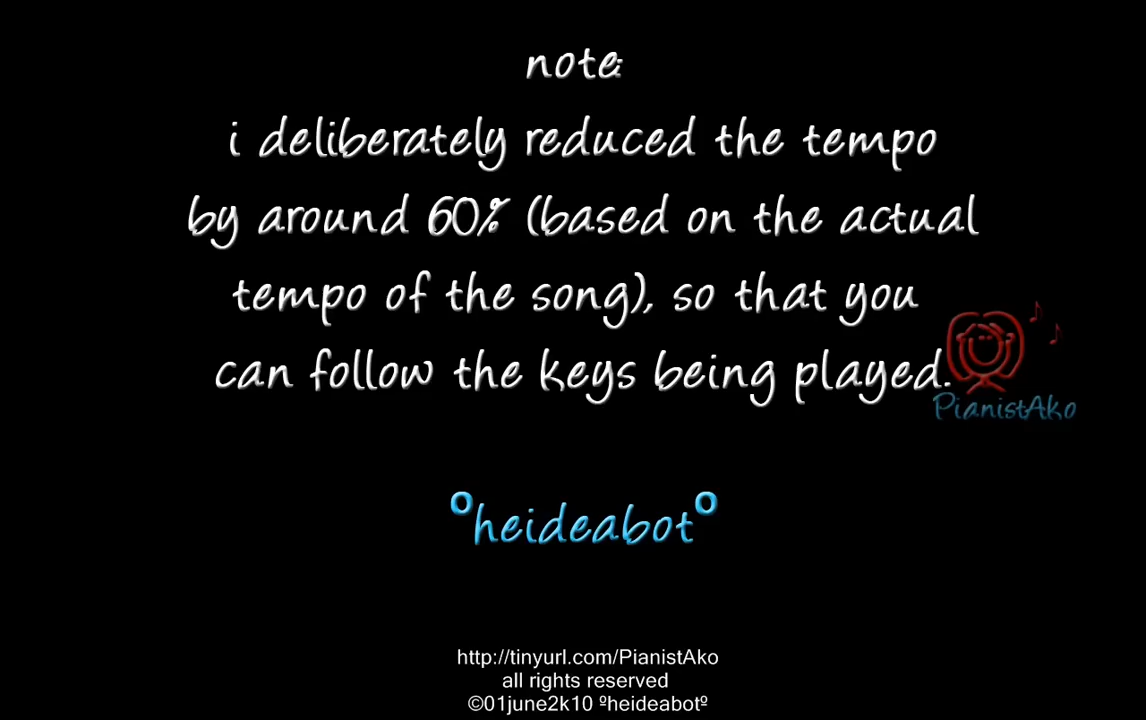 note:
i deliberately reduced the tempo
by around 60% (based on the actual
tempo of the song), so that you
can follow the keys being played.
PianistAko
ºheideabotº
http://tinyurl.com/PianistAko
all rights reserved
©01june2k10 ºheideabotº